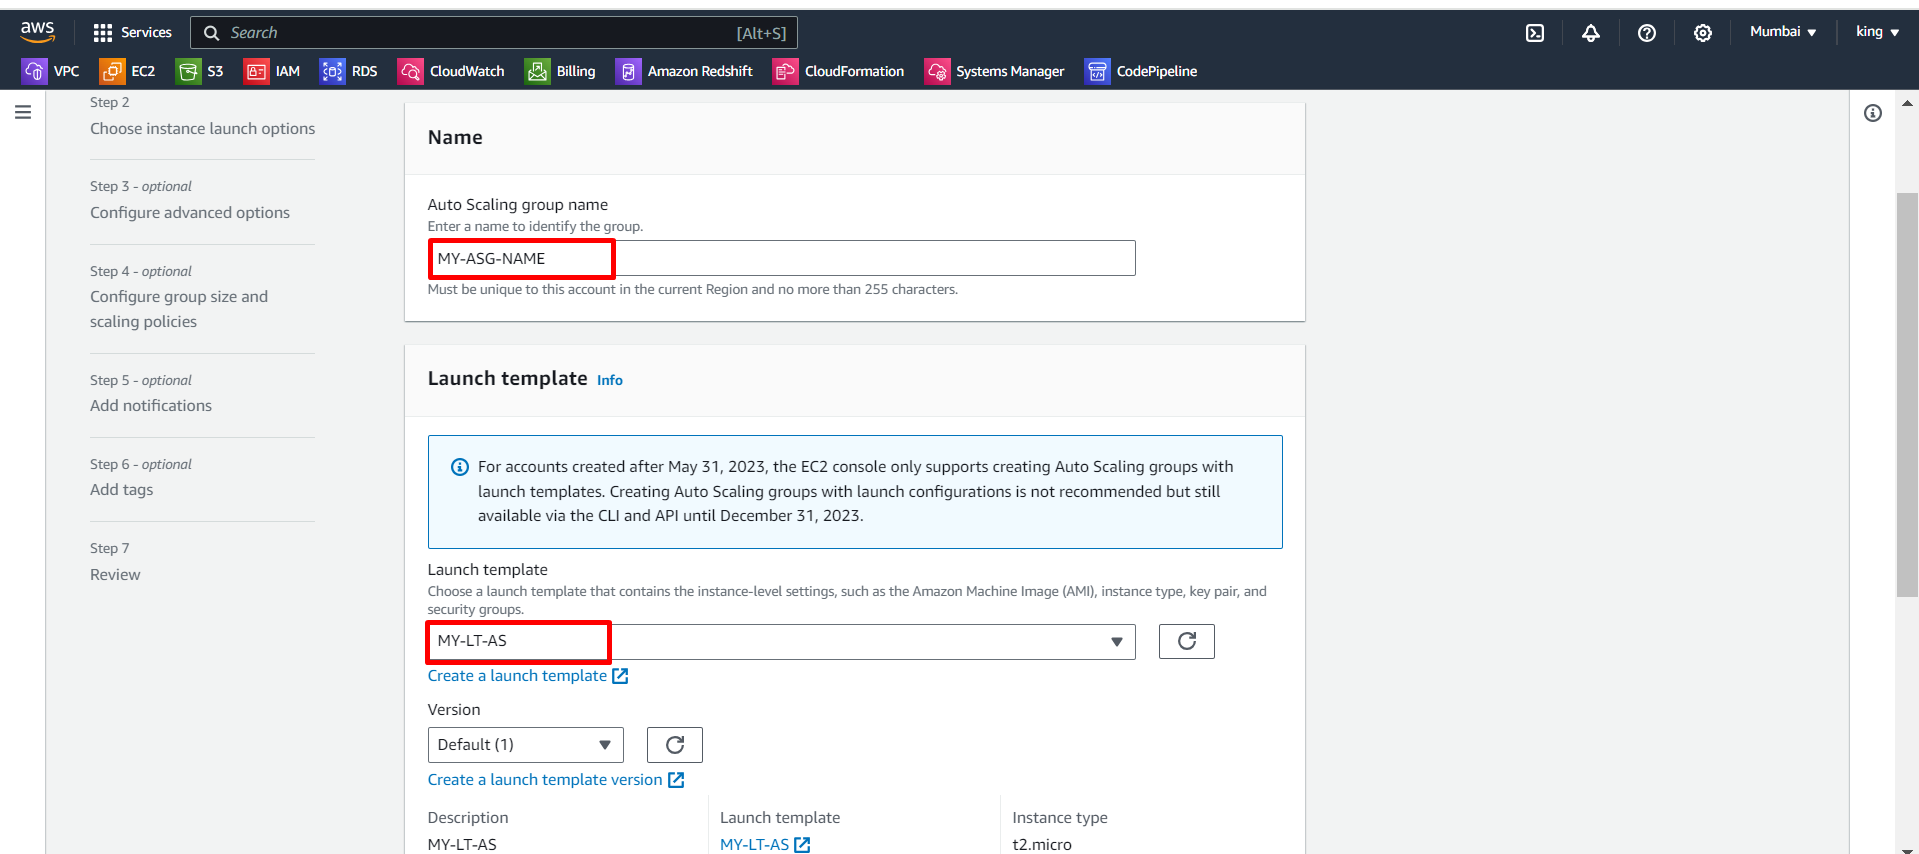 aws
Services
Search
[Alt+S]
Mumbai
king
VPC
EC2
S3
IAM
RDS
CloudWatch
Billing
Amazon Redshift
CloudFormation
Systems Manager
CodePipeline
Step 2
Choose instance launch options
Step 3 - optional
Configure advanced options
Step 4 - optional
Configure group size and
scaling policies
Step 5 - optional
Add notifications
Step 6 - optional
Add tags
Step 7
Review
Name
Auto Scaling group name
Enter a name to identify the group.
MY-ASG-NAME
Must be unique to this account in the current Region and no more than 255 characters.
Launch template Info
For accounts created after May 31, 2023, the EC2 console only supports creating Auto Scaling groups with
launch templates. Creating Auto Scaling groups with launch configurations is not recommended but still
available via the CLI and API until December 31, 2023.
Launch template
Choose a launch template that contains the instance-level settings, such as the Amazon Machine Image (AMI), instance type, key pair, and
security groups.
MY-LT-AS
Create a launch template
Version
Default (1)
Create a launch template version
Description
MY-LT-AS
Launch template
MY-LT-AS
Instance type
t2.micro